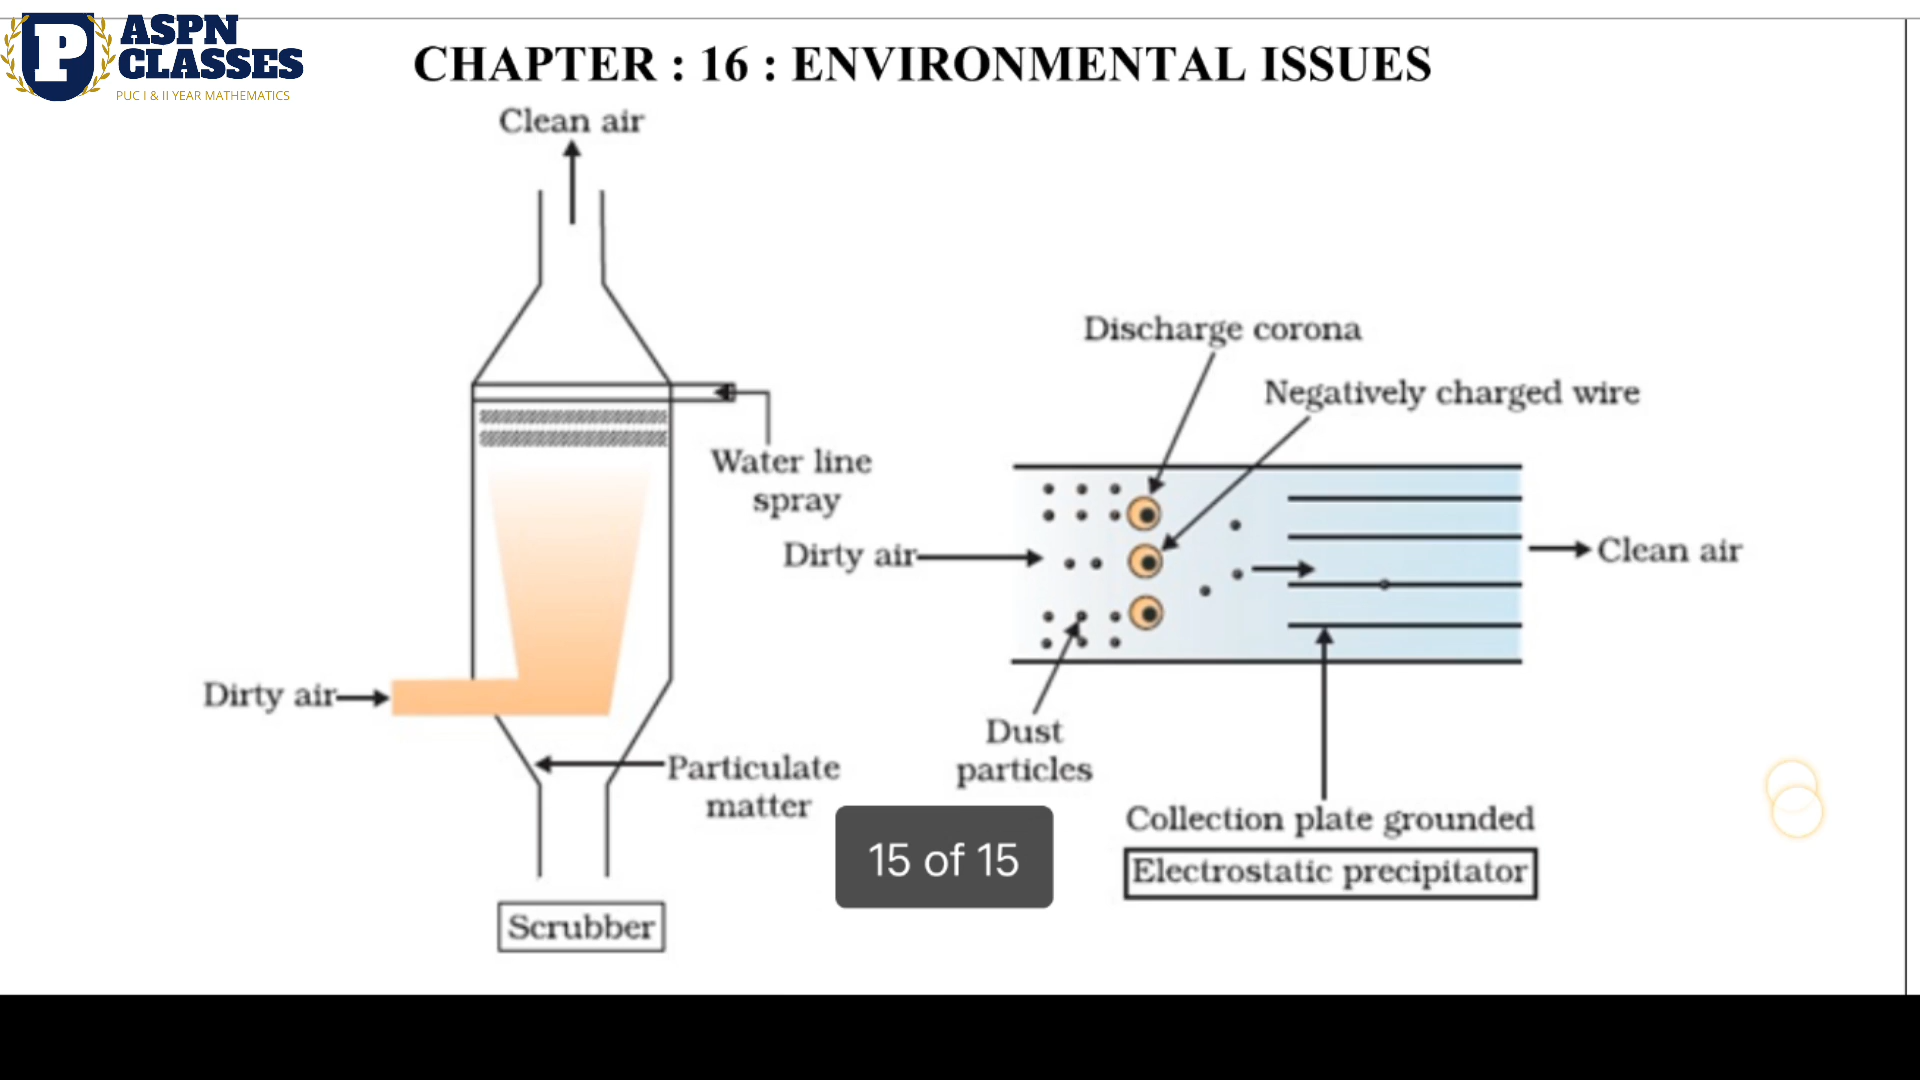 P
ASPN
CLASSES
PUC I & II YEAR MATHEMATICS
CHAPTER : 16 : ENVIRONMENTAL ISSUES
Clean air
Water line
spray
Dirty air
Particulate
matter
Scrubber
Discharge corona
Negatively charged wire
Dirty air
Clean air
Dust
particles
Collection plate grounded
Electrostatic precipitator
15 of 15